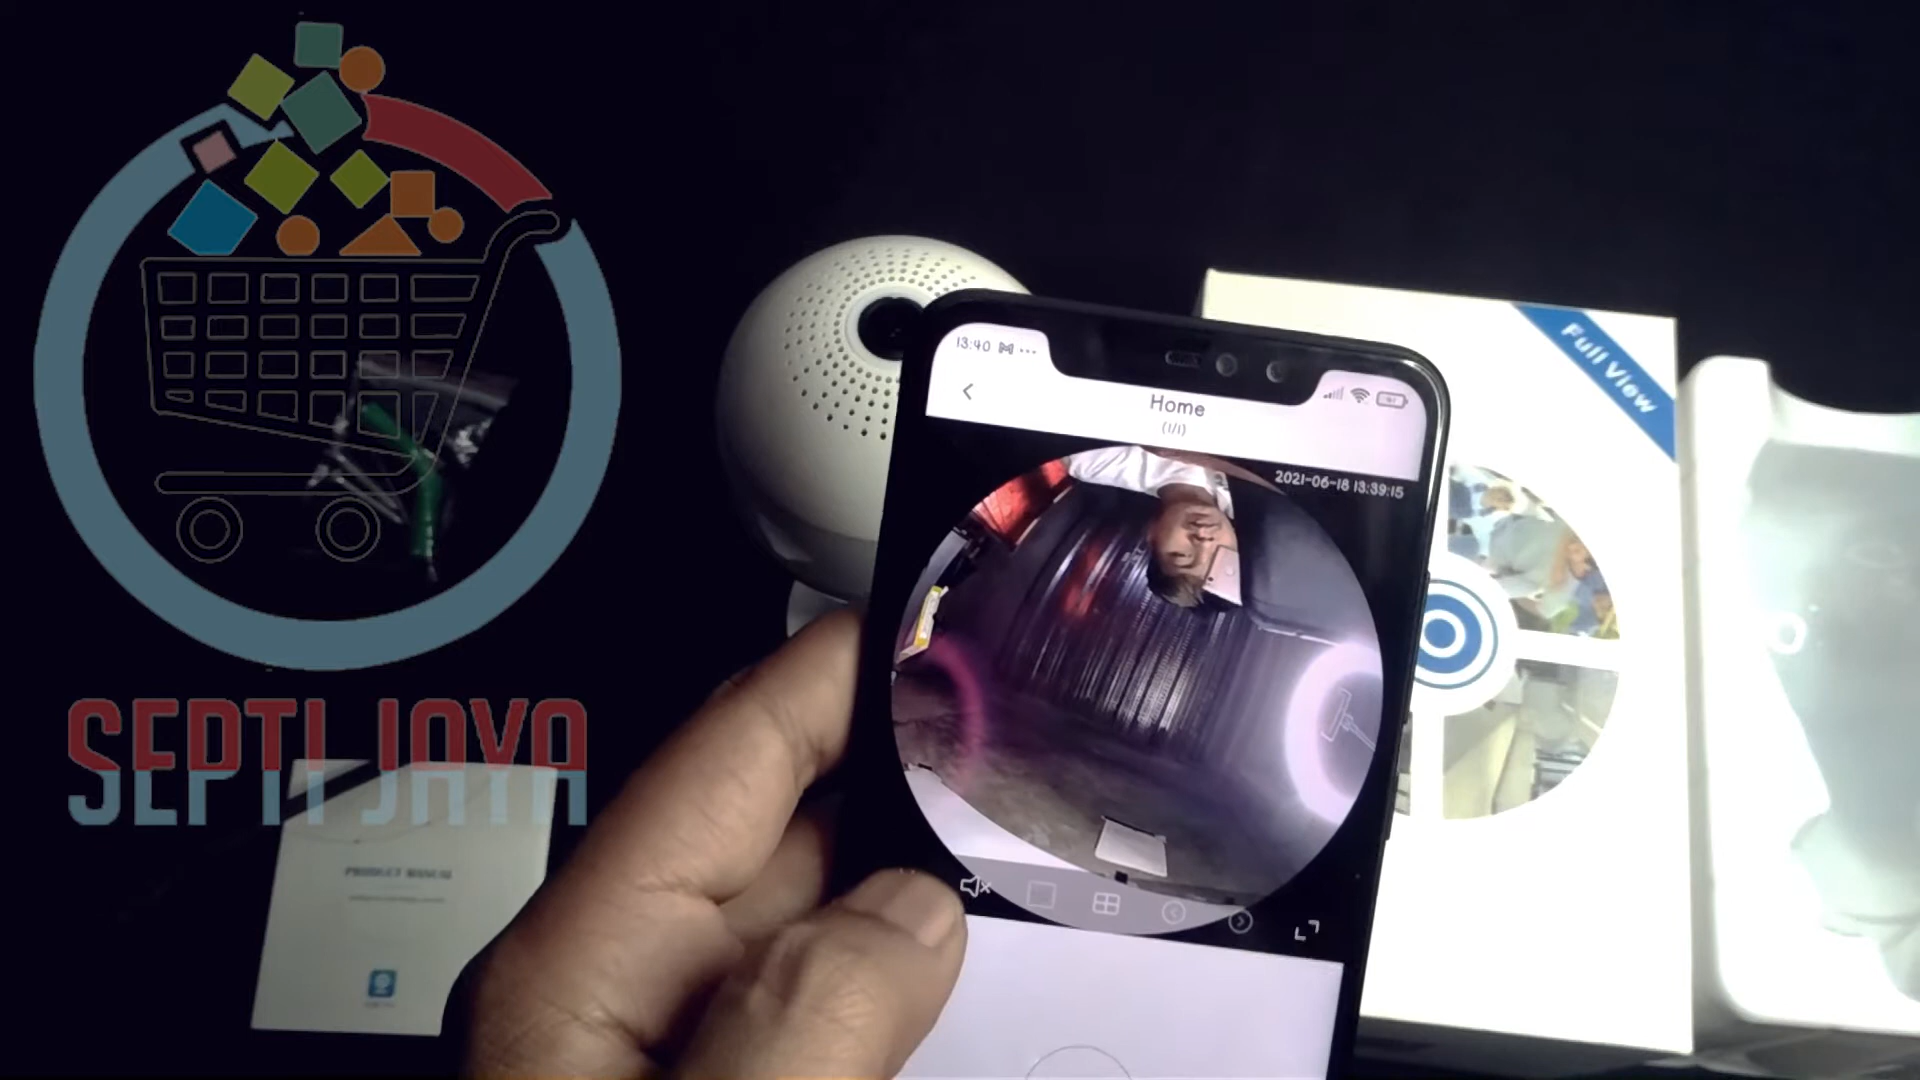 SEPTI JAYA
13:40
Home
(1/1)
2021-06-18 13:39:15
Full View
PRODUCT MANUAL